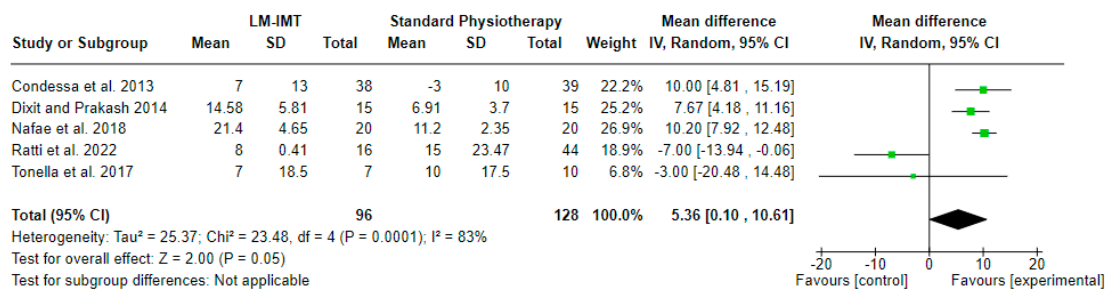 LM-IMT Standard Physiotherapy Mean difference Mean difference
Study or Subgroup Mean SD Total Mean SD Total Weight IV, Random, 95% CI IV, Random, 95% CI
Condessa et al. 2013 7 13 38 -3 10 39 22.2% 10.00 [4.81 , 15.19]
Dixit and Prakash 2014 14.58 5.81 15 6.91 3.7 15 25.2% 7.67 [4.18 , 11.16]
Nafae et al. 2018 21.4 4.65 20 11.2 2.35 20 26.9% 10.20 [7.92 , 12.48]
Ratti et al. 2022 8 0.41 16 15 23.47 44 18.9% -7.00 [-13.94 , -0.06]
Tonella et al. 2017 7 18.5 7 10 17.5 10 6.8% -3.00 [-20.48 , 14.48]
Total (95% CI) 96 128 100.0% 5.36 [0.10 , 10.61]
Heterogeneity: Tau² = 25.37; Chi² = 23.48, df = 4 (P = 0.0001); I² = 83%
Test for overall effect: Z = 2.00 (P = 0.05)
-20 -10 0 10 20
Test for subgroup differences: Not applicable
Favours [control] Favours [experimental]